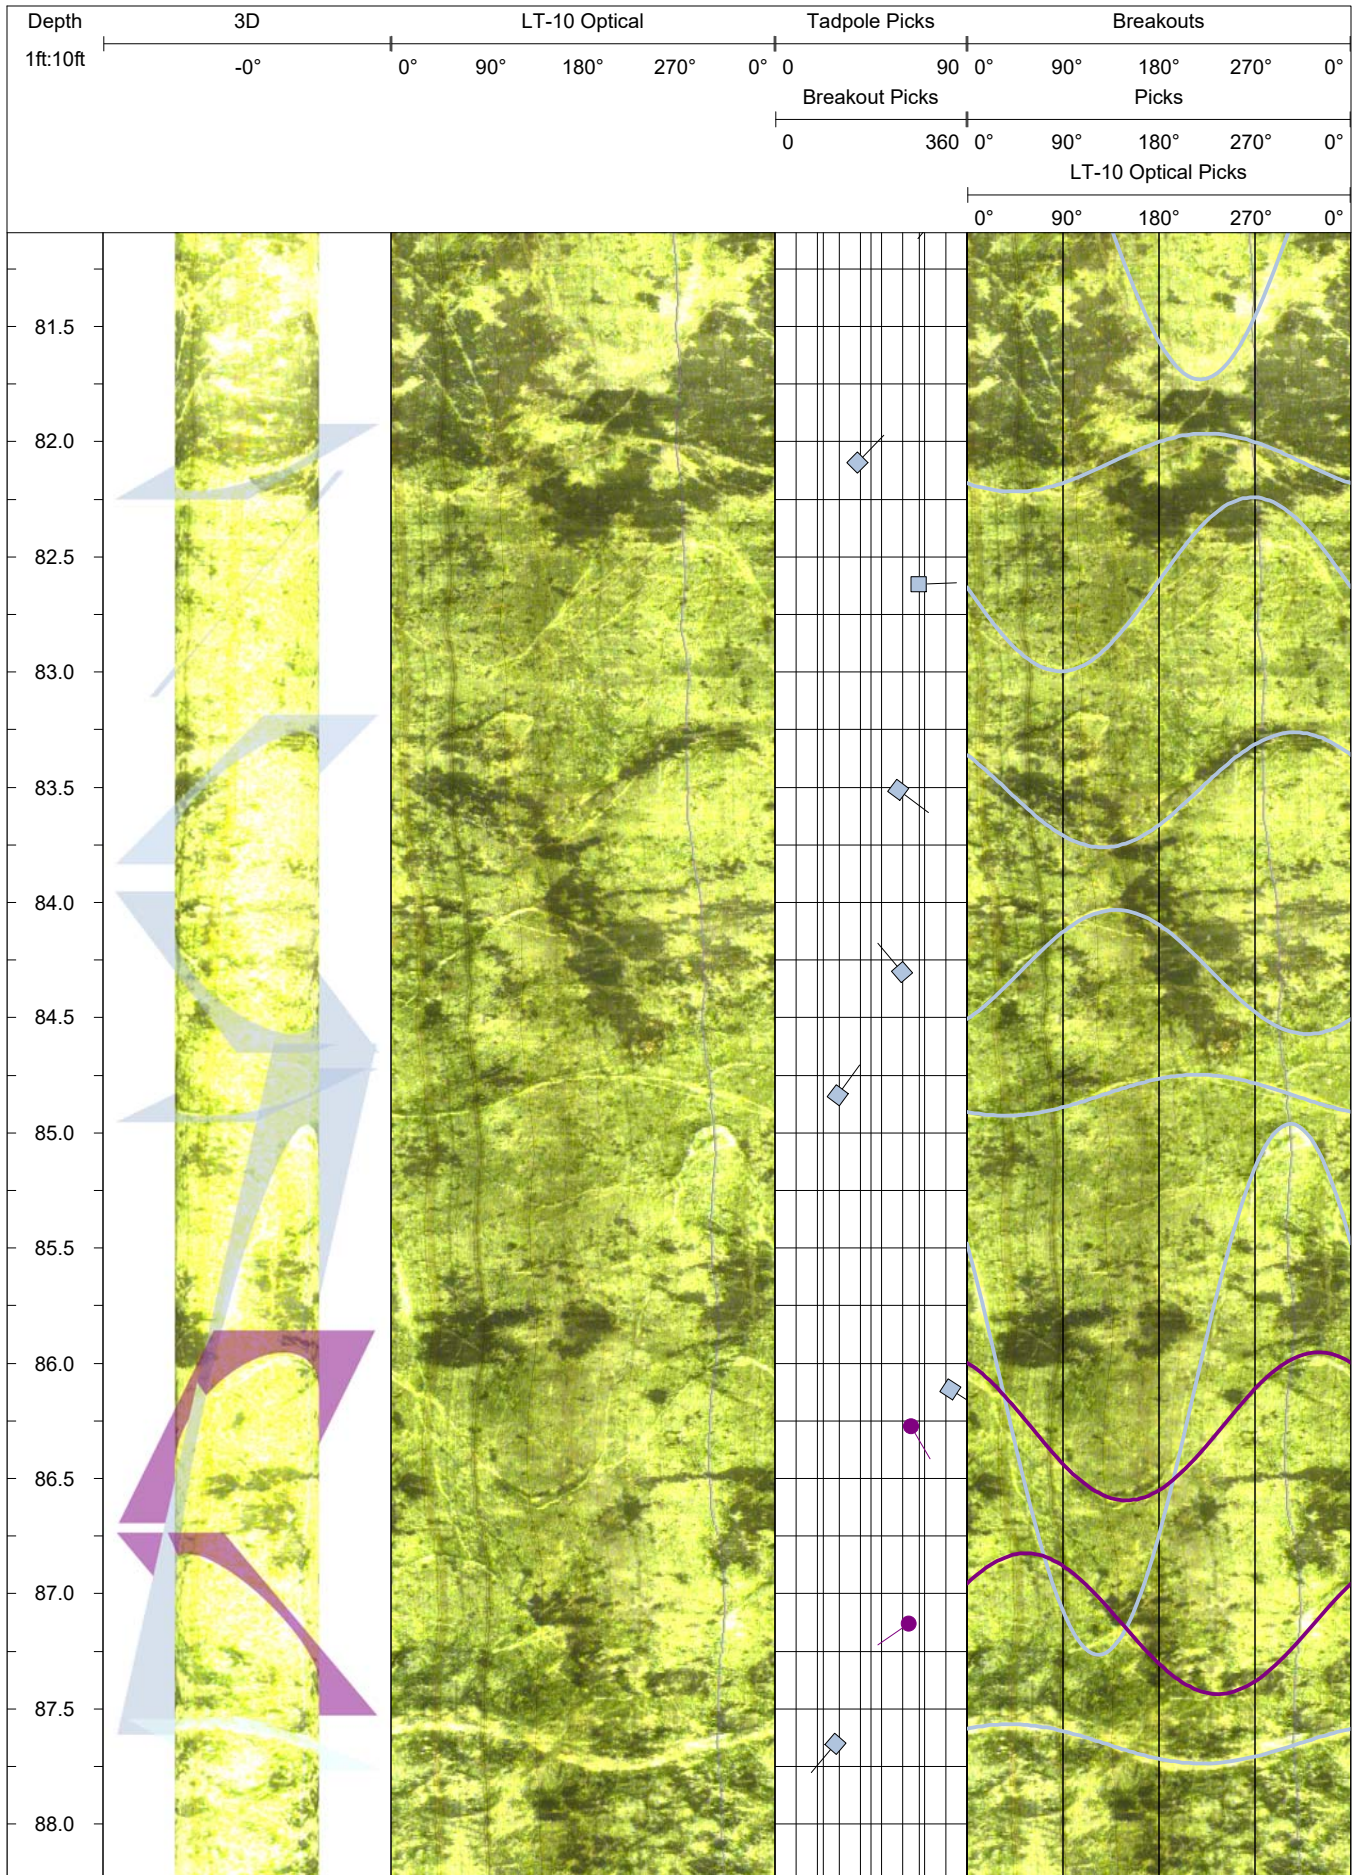 Depth 3D LT-10 Optical Tadpole Picks Breakouts
1ft:10ft -0° 0° 90° 180° 270° 0° 0 90 0° 90° 180° 270° 0°
Breakout Picks Picks
0 360 0° 90° 180° 270° 0°
LT-10 Optical Picks
0° 90° 180° 270° 0°
81.5
82.0
82.5
83.0
83.5
84.0
84.5
85.0
85.5
86.0
86.5
87.0
87.5
88.0